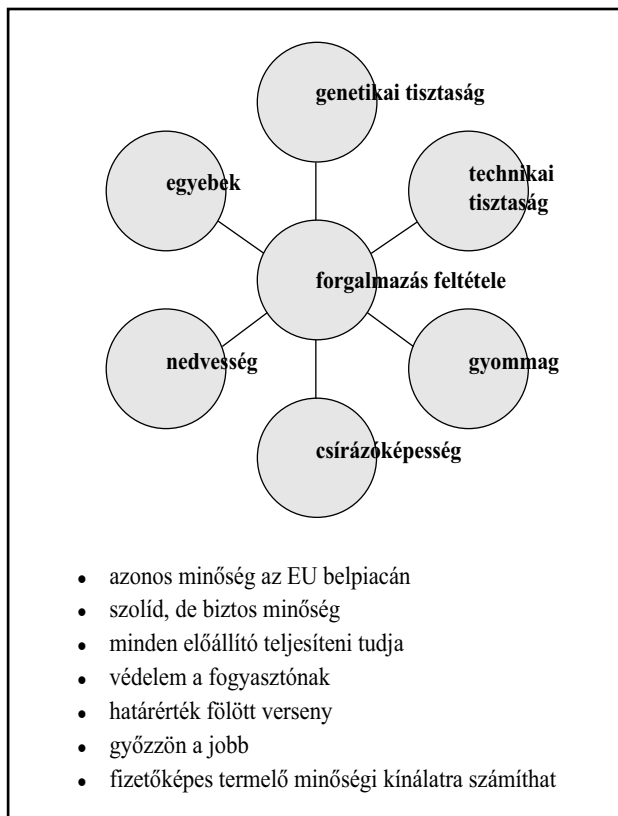 genetikai tisztaság
egyebek
technikai
tisztaság
forgalmazás feltétele
nedvesség
gyommag
csírázóképesség
• azonos minőség az EU belpiacán
• szolíd, de biztos minőség
• minden előállító teljesíteni tudja
• védelem a fogyasztónak
• határérték fölött verseny
• győzzön a jobb
• fizetőképes termelő minőségi kínálatra számíthat